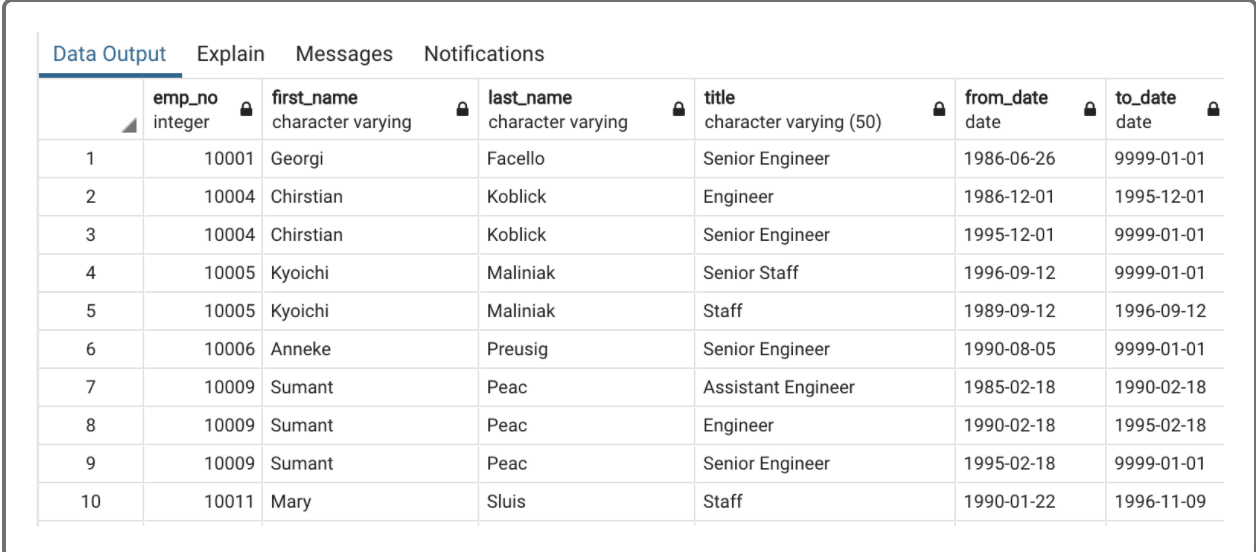 Data Output Explain Messages Notifications
emp_no first_name last_name title from_date to_date
integer character varying character varying character varying (50) date date
1 10001 Georgi Facello Senior Engineer 1986-06-26 9999-01-01
2 10004 Chirstian Koblick Engineer 1986-12-01 1995-12-01
3 10004 Chirstian Koblick Senior Engineer 1995-12-01 9999-01-01
4 10005 Kyoichi Maliniak Senior Staff 1996-09-12 9999-01-01
5 10005 Kyoichi Maliniak Staff 1989-09-12 1996-09-12
6 10006 Anneke Preusig Senior Engineer 1990-08-05 9999-01-01
7 10009 Sumant Peac Assistant Engineer 1985-02-18 1990-02-18
8 10009 Sumant Peac Engineer 1990-02-18 1995-02-18
9 10009 Sumant Peac Senior Engineer 1995-02-18 9999-01-01
10 10011 Mary Sluis Staff 1990-01-22 1996-11-09